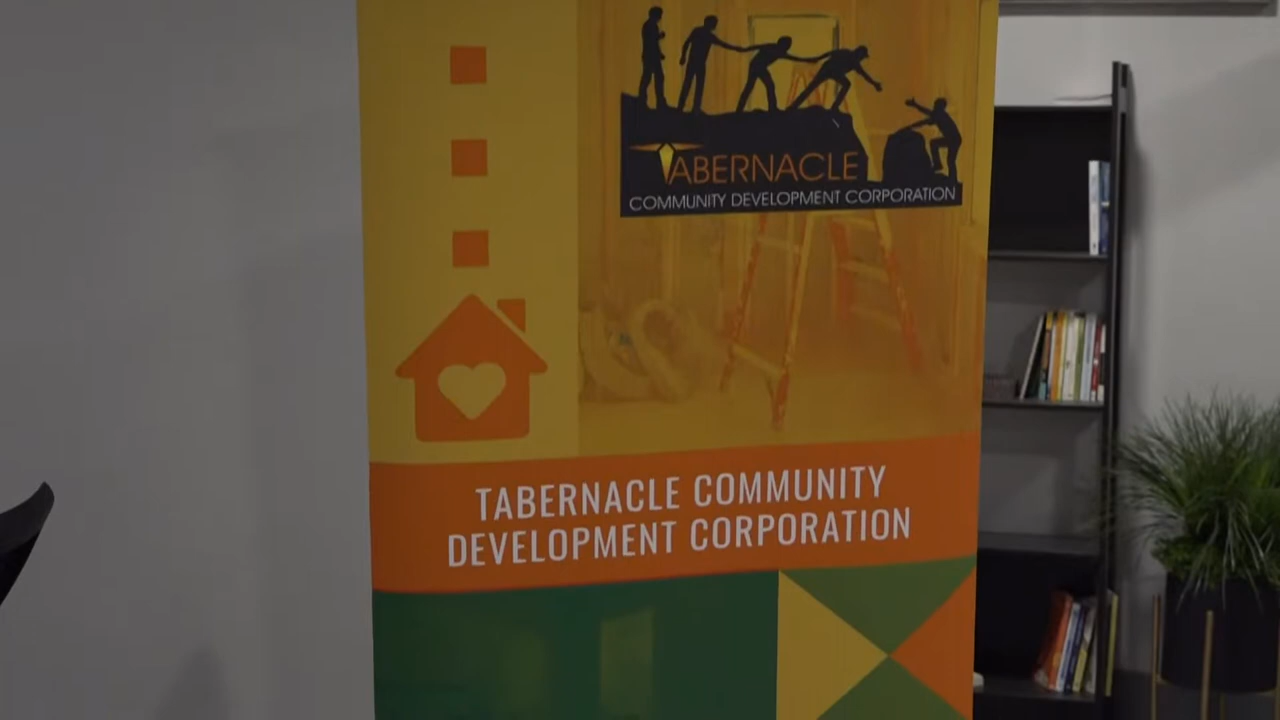 TABERNACLE
COMMUNITY DEVELOPMENT CORPORATION
TABERNACLE COMMUNITY
DEVELOPMENT CORPORATION